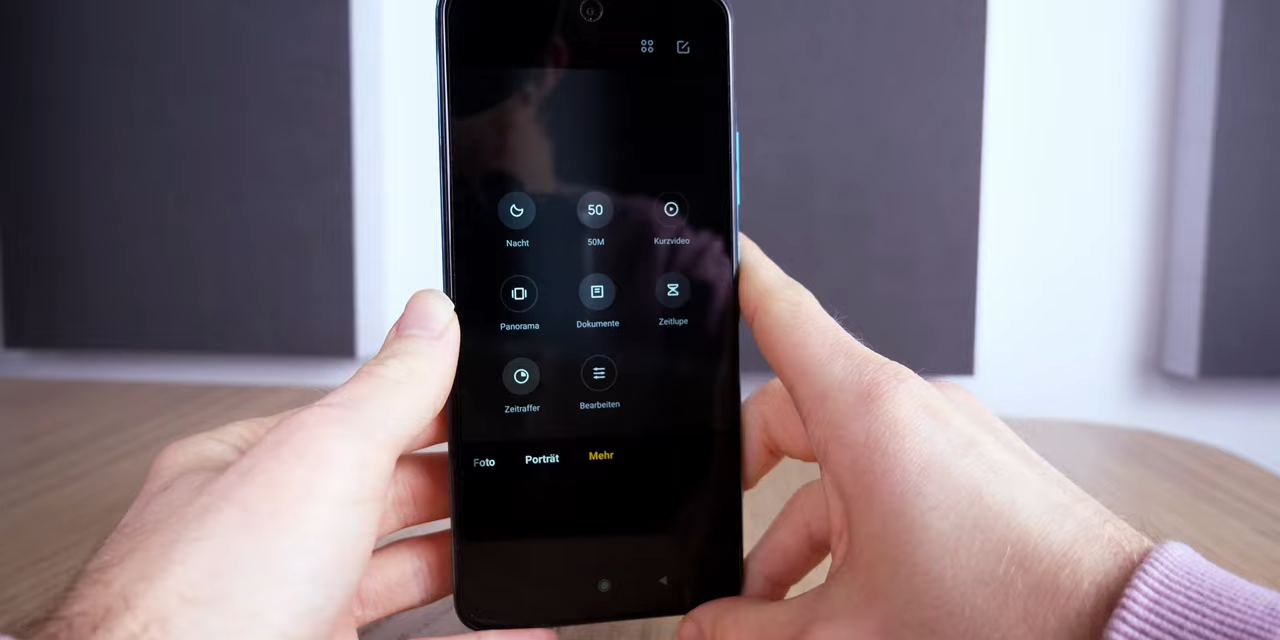 50
Nacht
50M
Kurzvideo
Panorama
Dokumente
Zeitlupe
Zeitraffer
Bearbeiten
Foto
Porträt
Mehr